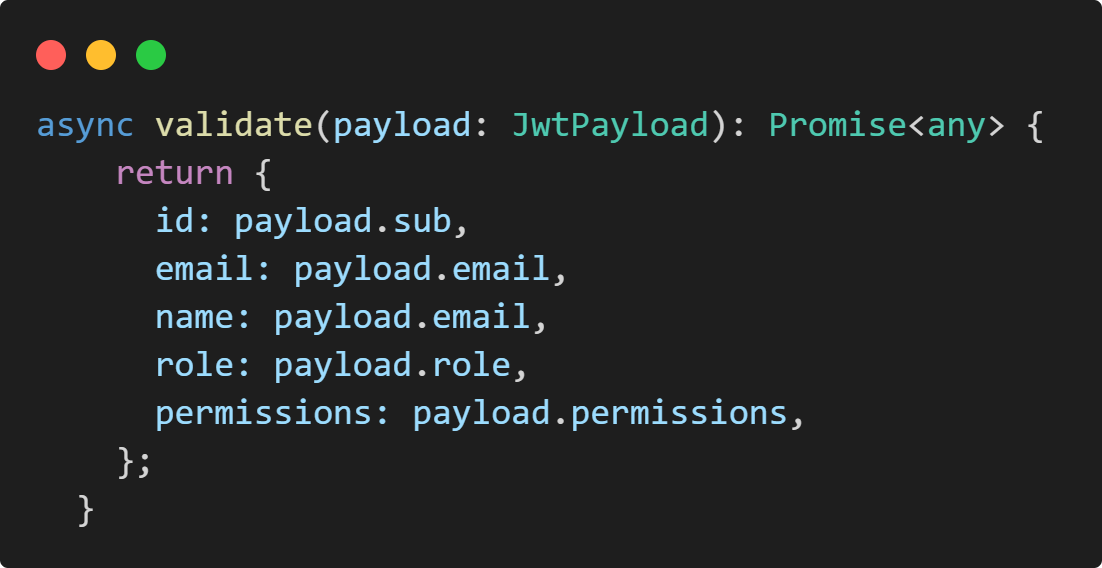 async validate(payload: JwtPayload): Promise<any> {
    return {
      id: payload.sub,
      email: payload.email,
      name: payload.email,
      role: payload.role,
      permissions: payload.permissions,
    };
  }